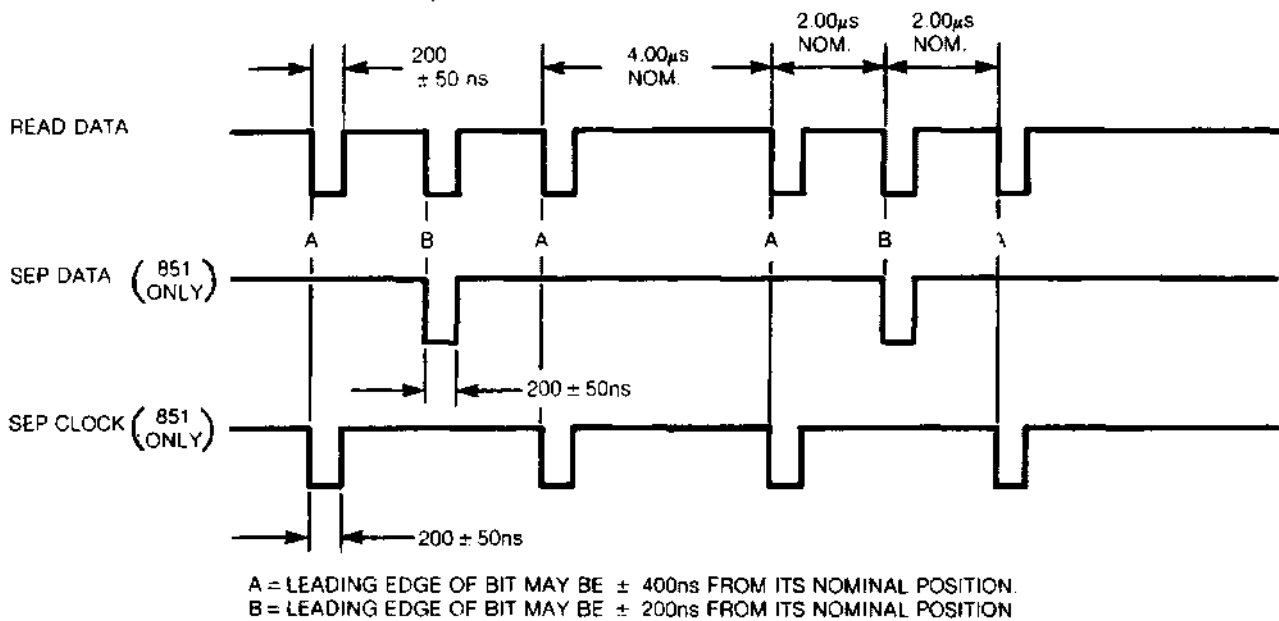 2.00µs
NOM.
2.00µs
NOM.
200
± 50 ns
4.00µs
NOM.
READ DATA
A B A A B
SEP DATA (851 ONLY)
200 ± 50ns
SEP CLOCK (851 ONLY)
200 ± 50ns
A = LEADING EDGE OF BIT MAY BE ± 400ns FROM ITS NOMINAL POSITION.
B = LEADING EDGE OF BIT MAY BE ± 200ns FROM ITS NOMINAL POSITION